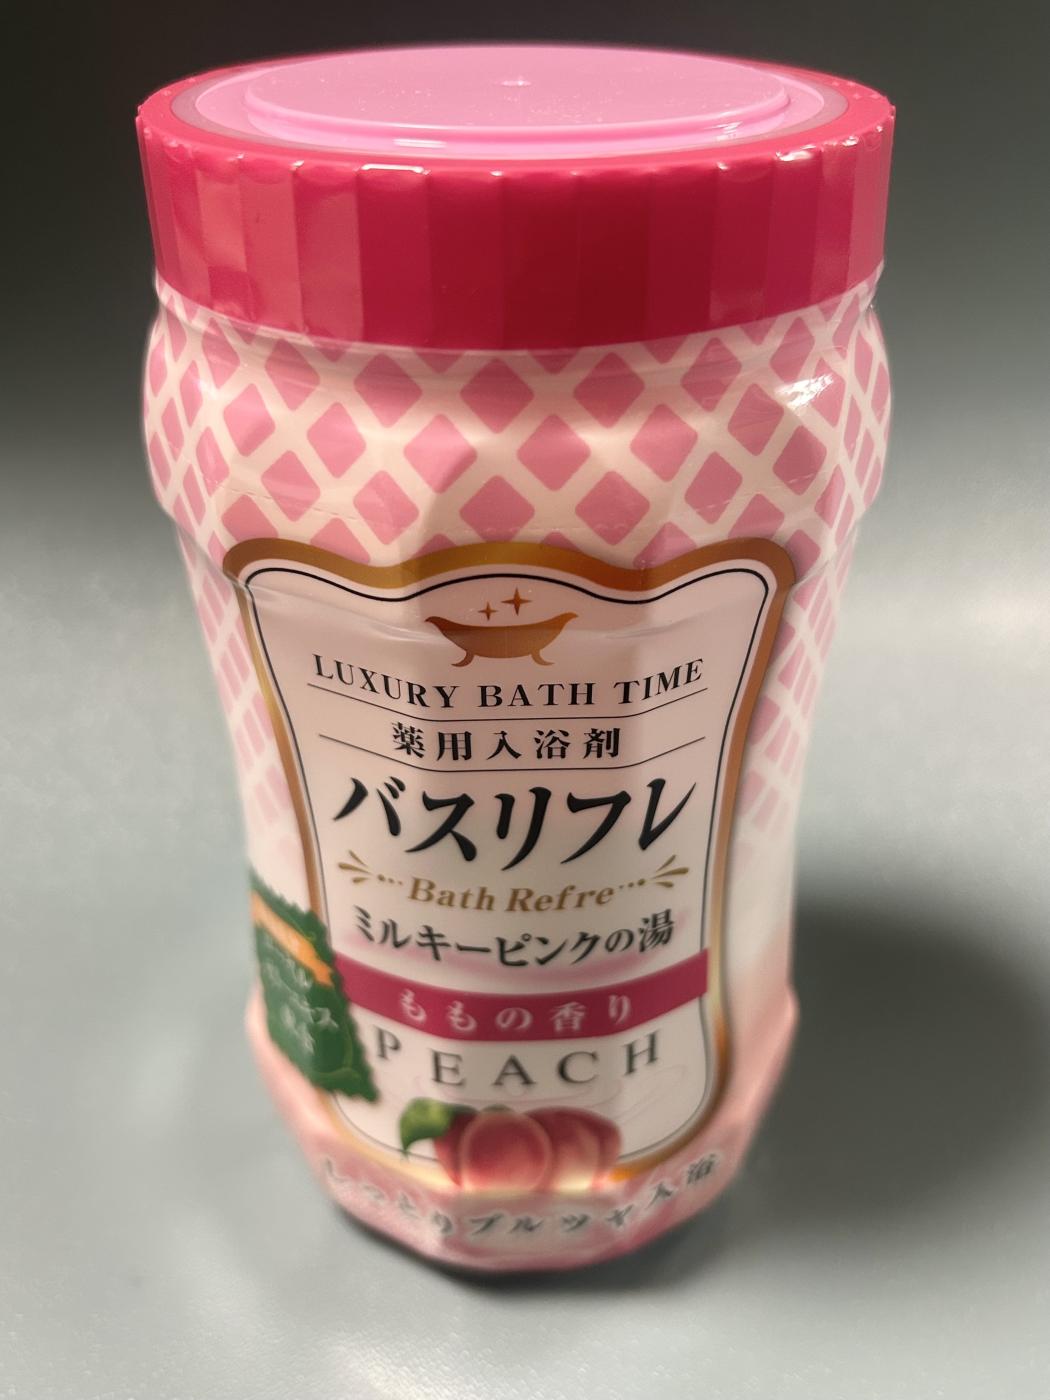 LUXURY BATH TIME
薬用入浴剤
バスリフレ
Bath Refre
ミルキーピンクの湯
ももの香り
PEACH
しっとりプルツヤ入浴